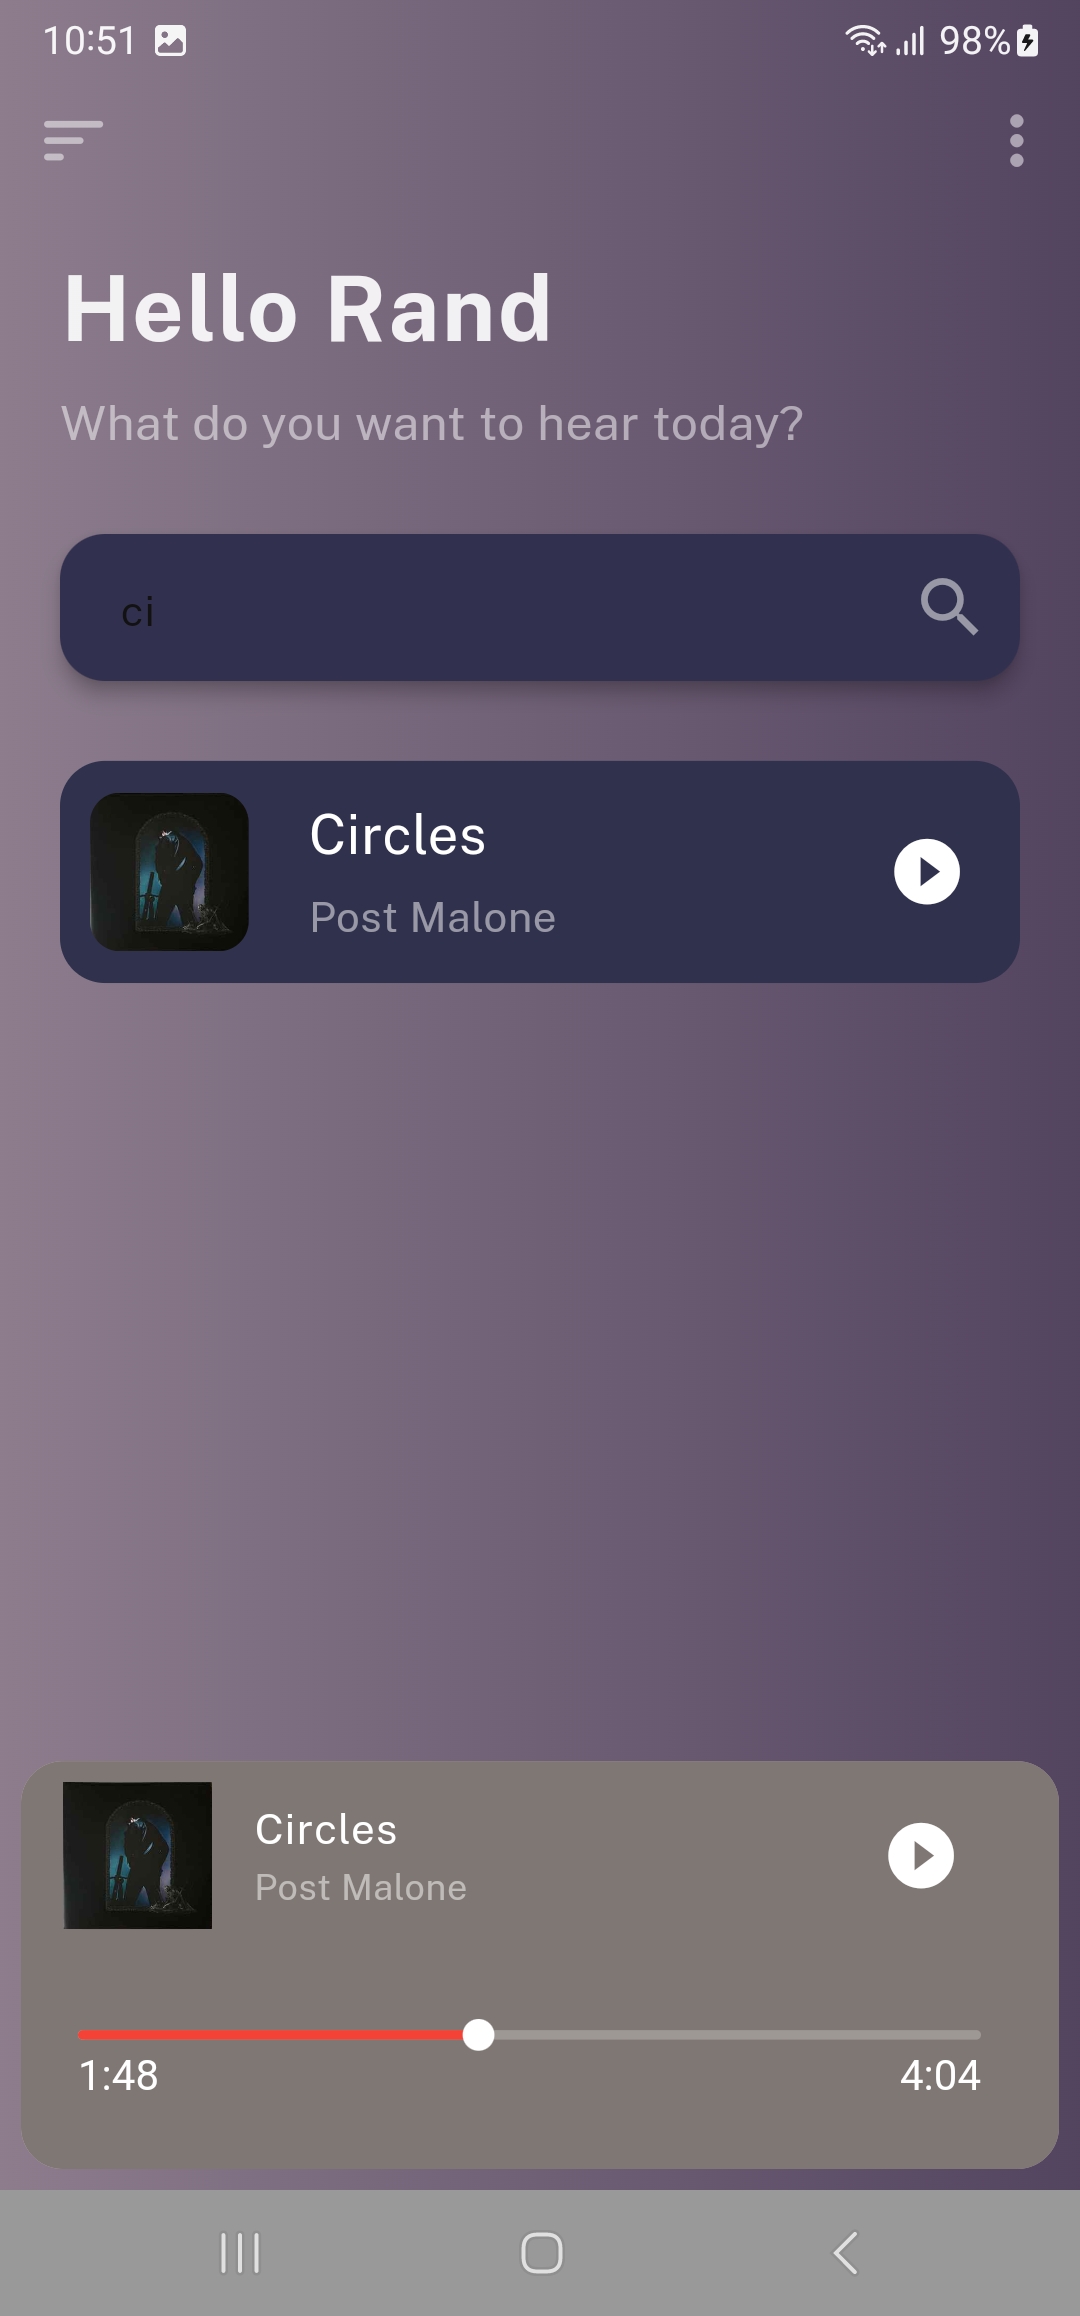 10:51 98%
Hello Rand
What do you want to hear today?
ci
Circles
Post Malone
Circles
Post Malone
1:48 4:04